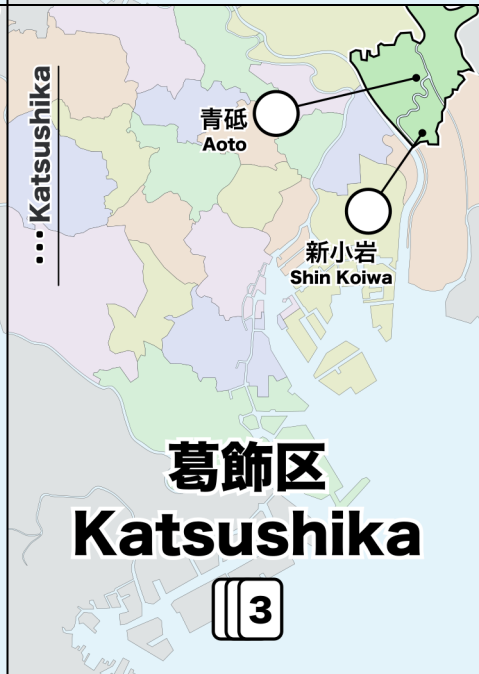 …Katsushika
青砥
Aoto
新小岩
Shin Koiwa
葛飾区
Katsushika
3